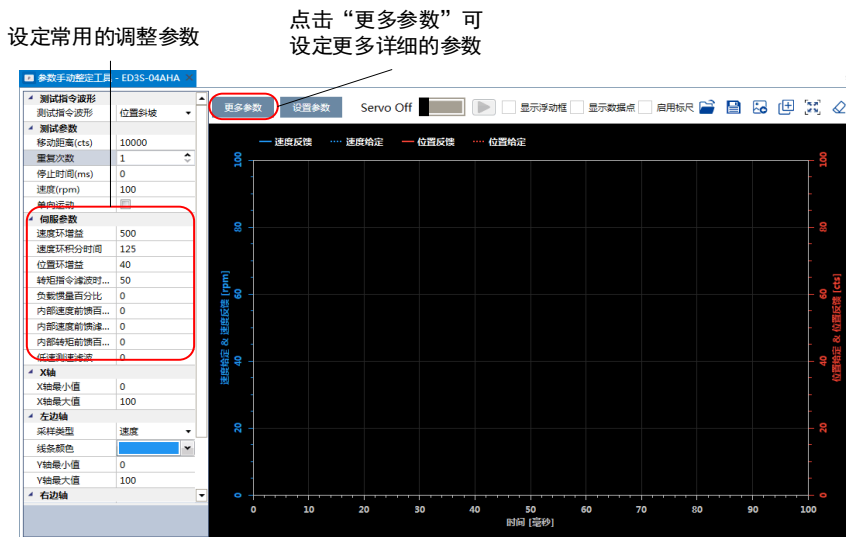 设定常用的调整参数
点击“更多参数”可
设定更多详细的参数
参数手动整定工具 - ED3S-04AHA ×
更多参数 设置参数 Servo Off 显示浮动框 显示数据点 启用标尺
测试指令波形
测试指令波形 位置斜坡
测试参数
移动距离(cts) 10000
重复次数 1
停止时间(ms) 0
速度(rpm) 100
单向运动
伺服参数
速度环增益 500
速度环积分时间 125
位置环增益 40
转矩指令滤波时... 50
负载惯量百分比 0
内部速度前馈百... 0
内部速度前馈滤... 0
内部转矩前馈百... 0
低速测速滤波 0
X轴
X轴最小值 0
X轴最大值 100
左边轴
采样类型 速度
线条颜色
Y轴最小值 0
Y轴最大值 100
右边轴
速度反馈 速度给定 位置反馈 位置给定
100
80
60
40
20
0
速度给定 & 速度反馈 [rpm]
100
80
60
40
20
0
位置给定 & 位置反馈 [cts]
0 10 20 30 40 50 60 70 80 90 100
时间 [毫秒]